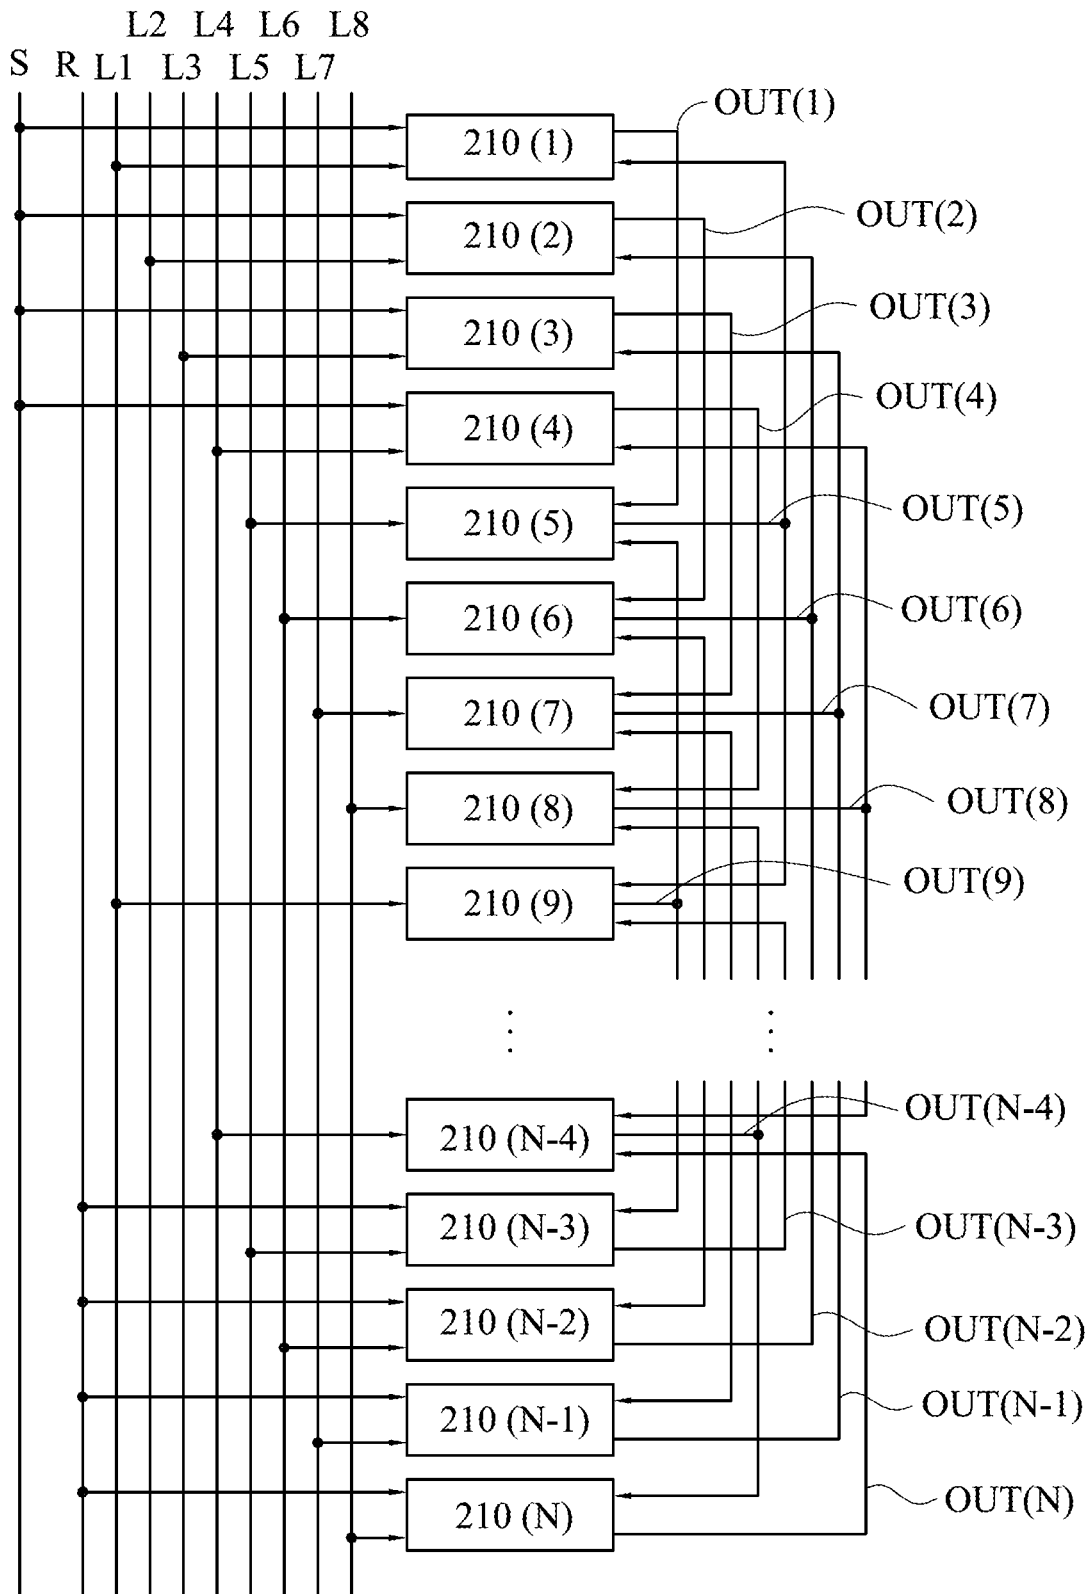 L2 L4 L6 L8
S R L1 L3 L5 L7
OUT(1)
210 (1)
OUT(2)
210 (2)
OUT(3)
210 (3)
OUT(4)
210 (4)
OUT(5)
210 (5)
OUT(6)
210 (6)
OUT(7)
210 (7)
OUT(8)
210 (8)
OUT(9)
210 (9)
OUT(N-4)
210 (N-4)
OUT(N-3)
210 (N-3)
OUT(N-2)
210 (N-2)
OUT(N-1)
210 (N-1)
OUT(N)
210 (N)